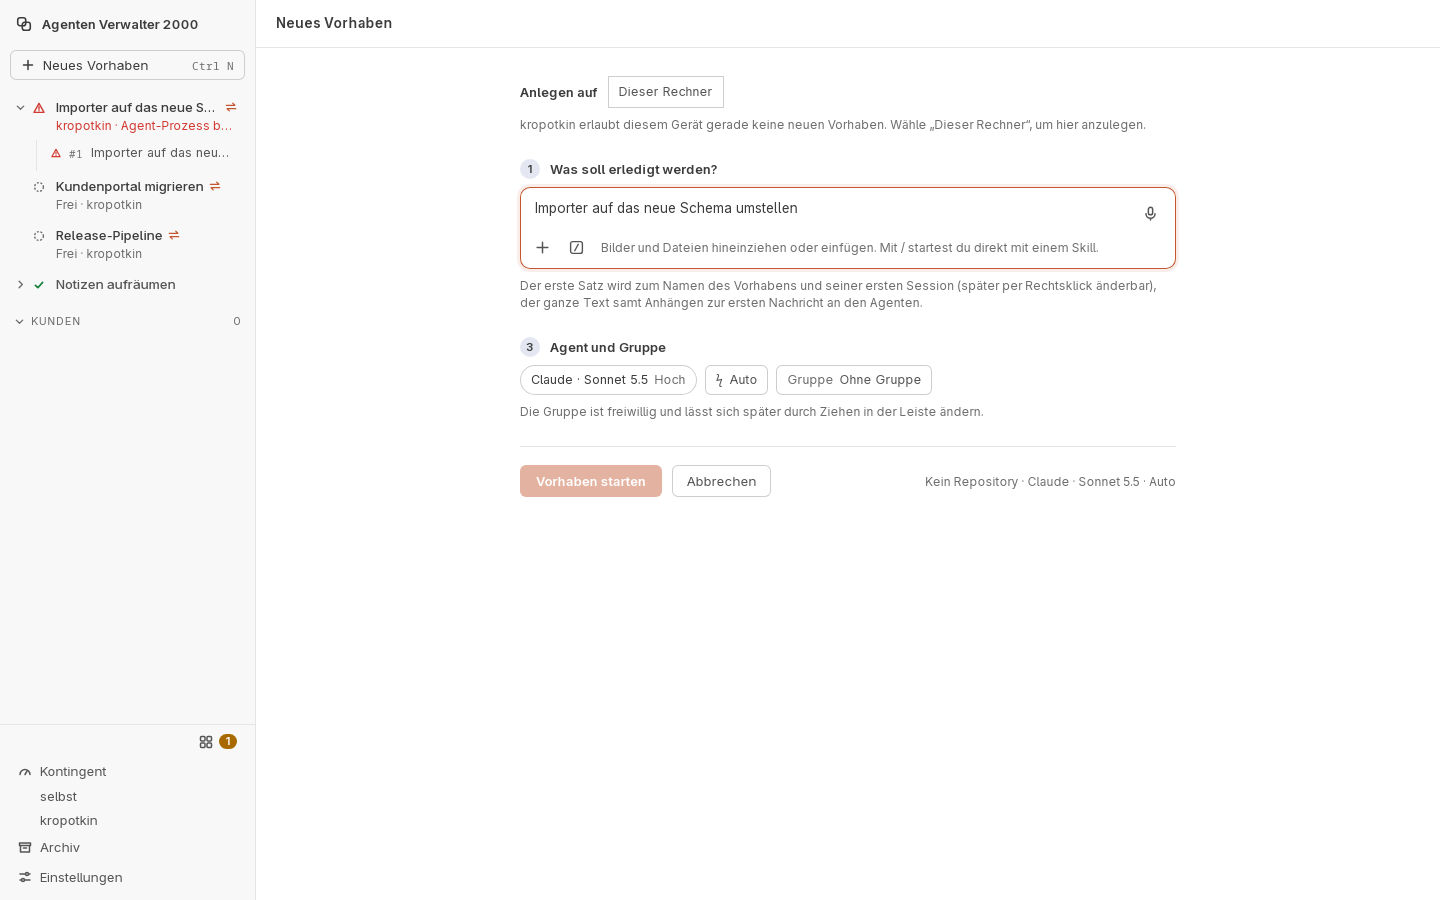 Agenten Verwalter 2000
Neues Vorhaben Ctrl N
Importer auf das neue S…
kropotkin · Agent-Prozess b…
#1 Importer auf das neu…
Kundenportal migrieren
Frei · kropotkin
Release-Pipeline
Frei · kropotkin
Notizen aufräumen
KUNDEN 0
1
Kontingent
selbst
kropotkin
Archiv
Einstellungen
Neues Vorhaben
Anlegen auf Dieser Rechner
kropotkin erlaubt diesem Gerät gerade keine neuen Vorhaben. Wähle „Dieser Rechner“, um hier anzulegen.
1 Was soll erledigt werden?
Importer auf das neue Schema umstellen
Bilder und Dateien hineinziehen oder einfügen. Mit / startest du direkt mit einem Skill.
Der erste Satz wird zum Namen des Vorhabens und seiner ersten Session (später per Rechtsklick änderbar),
der ganze Text samt Anhängen zur ersten Nachricht an den Agenten.
3 Agent und Gruppe
Claude · Sonnet 5.5 Hoch Auto Gruppe Ohne Gruppe
Die Gruppe ist freiwillig und lässt sich später durch Ziehen in der Leiste ändern.
Vorhaben starten Abbrechen Kein Repository · Claude · Sonnet 5.5 · Auto